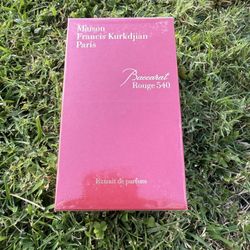 Maison
Francis Kurkdjian
Paris
Baccarat
Rouge 540
Extrait de parfum